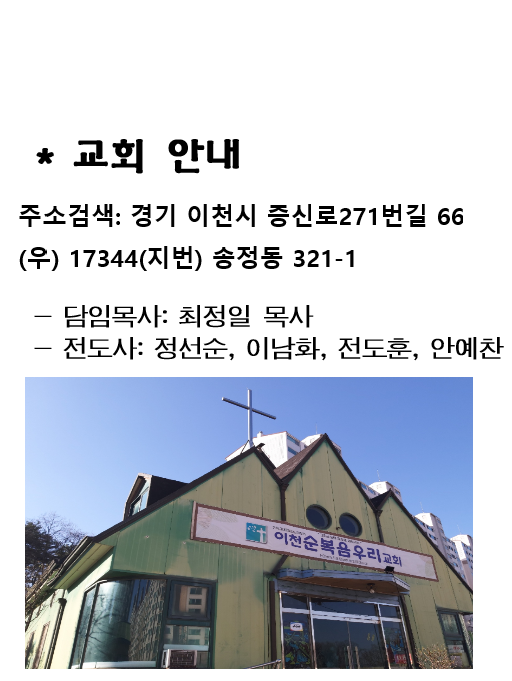 * 교회 안내
주소검색: 경기 이천시 증신로271번길 66
(우) 17344(지번) 송정동 321-1
– 담임목사: 최정일 목사
– 전도사: 정선순, 이남화, 전도훈, 안예찬
이천순복음우리교회